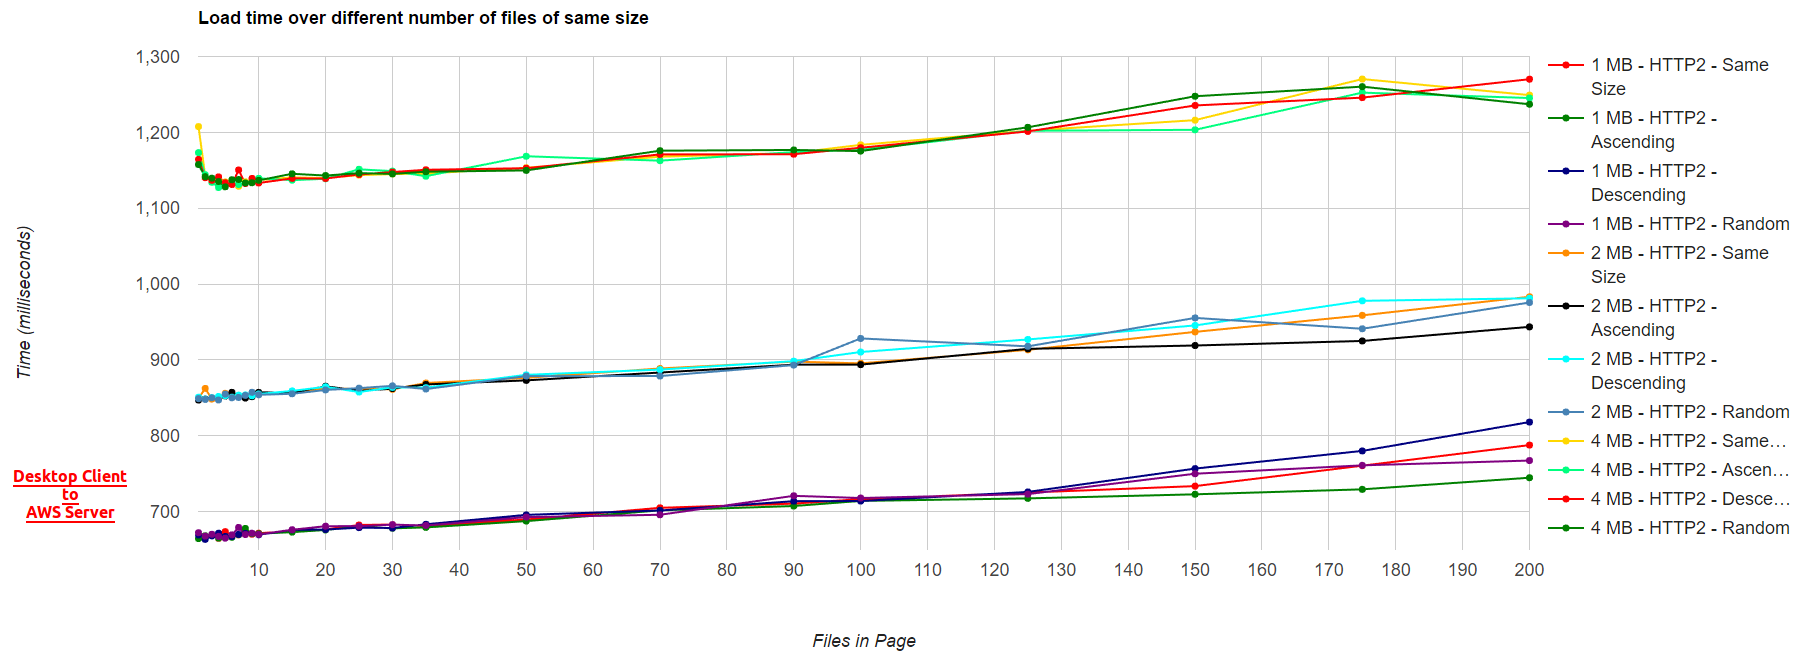 Load time over different number of files of same size
1,300
1,200
1,100
1,000
900
800
700
Time (milliseconds)
Desktop Client
to
AWS Server
10 20 30 40 50 60 70 80 90 100 110 120 130 140 150 160 170 180 190 200
Files in Page
1 MB - HTTP2 - Same
Size
1 MB - HTTP2 -
Ascending
1 MB - HTTP2 -
Descending
1 MB - HTTP2 - Random
2 MB - HTTP2 - Same
Size
2 MB - HTTP2 -
Ascending
2 MB - HTTP2 -
Descending
2 MB - HTTP2 - Random
4 MB - HTTP2 - Same…
4 MB - HTTP2 - Ascen…
4 MB - HTTP2 - Desce…
4 MB - HTTP2 - Random